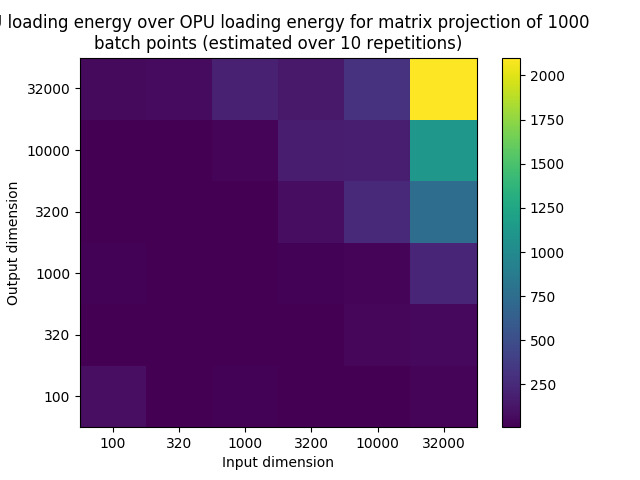 loading energy over OPU loading energy for matrix projection of 1000
batch points (estimated over 10 repetitions)
32000
10000
3200
1000
320
100
Output dimension
100 320 1000 3200 10000 32000
Input dimension
2000
1750
1500
1250
1000
750
500
250